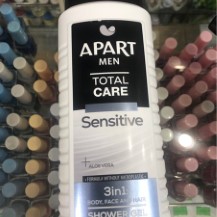 APART
MEN
TOTAL
CARE
Sensitive
+ ALOE VERA
3in1
BODY, FACE AND HAIR
SHOWER GEL